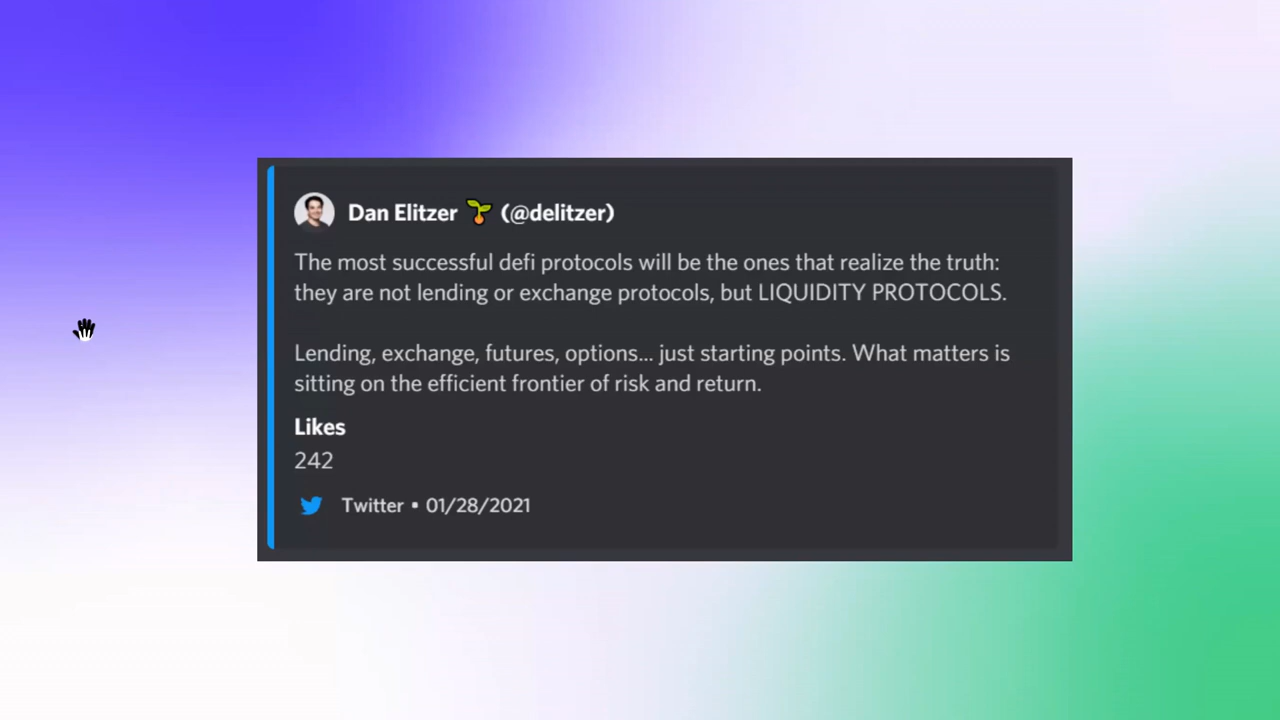 Dan Elitzer 🌱 (@delitzer)
The most successful defi protocols will be the ones that realize the truth:
they are not lending or exchange protocols, but LIQUIDITY PROTOCOLS.
Lending, exchange, futures, options... just starting points. What matters is
sitting on the efficient frontier of risk and return.
Likes
242
Twitter • 01/28/2021